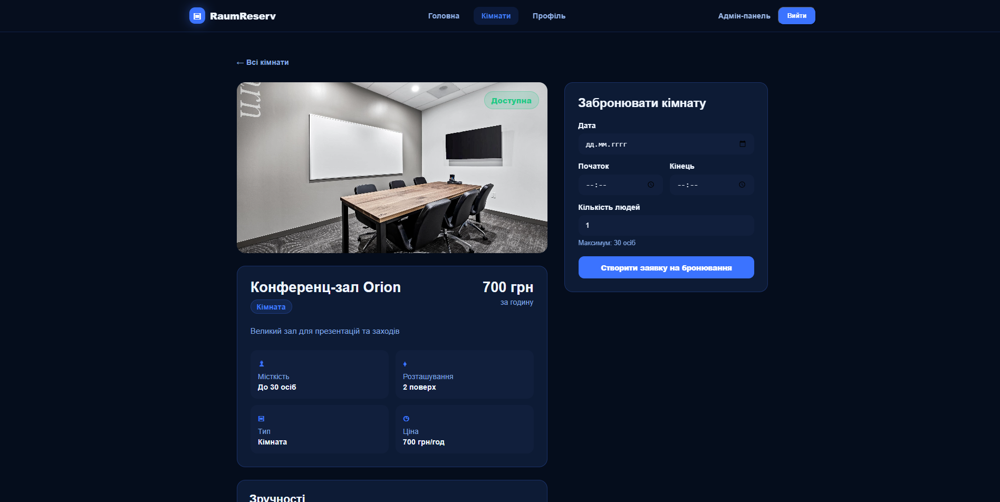 RaumReserv
Головна
Кімнати
Профіль
Адмін-панель
Вийти
← Всі кімнати
Доступна
Конференц-зал Orion
700 грн
за годину
Кімната
Великий зал для презентацій та заходів
Місткість
До 30 осіб
Розташування
2 поверх
Тип
Кімната
Ціна
700 грн/год
Зручності
Забронювати кімнату
Дата
дд.мм.гггг
Початок
Кінець
--:--
--:--
Кількість людей
1
Максимум: 30 осіб
Створити заявку на бронювання